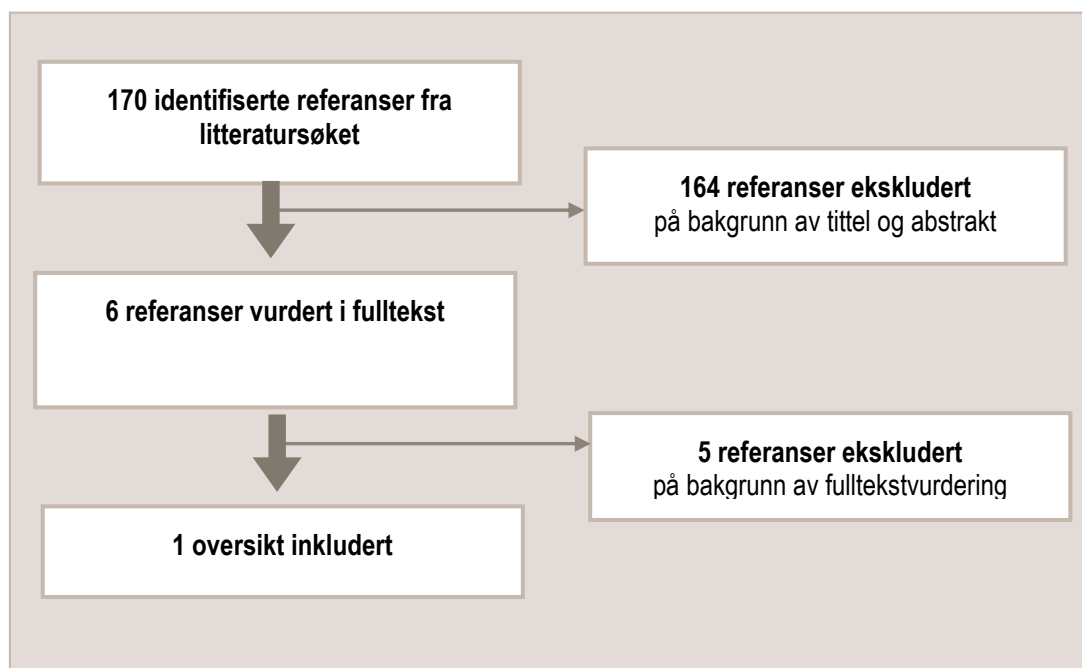 170 identifiserte referanser fra
litteratursøket
164 referanser ekskludert
på bakgrunn av tittel og abstrakt
6 referanser vurdert i fulltekst
5 referanser ekskludert
på bakgrunn av fulltekstvurdering
1 oversikt inkludert